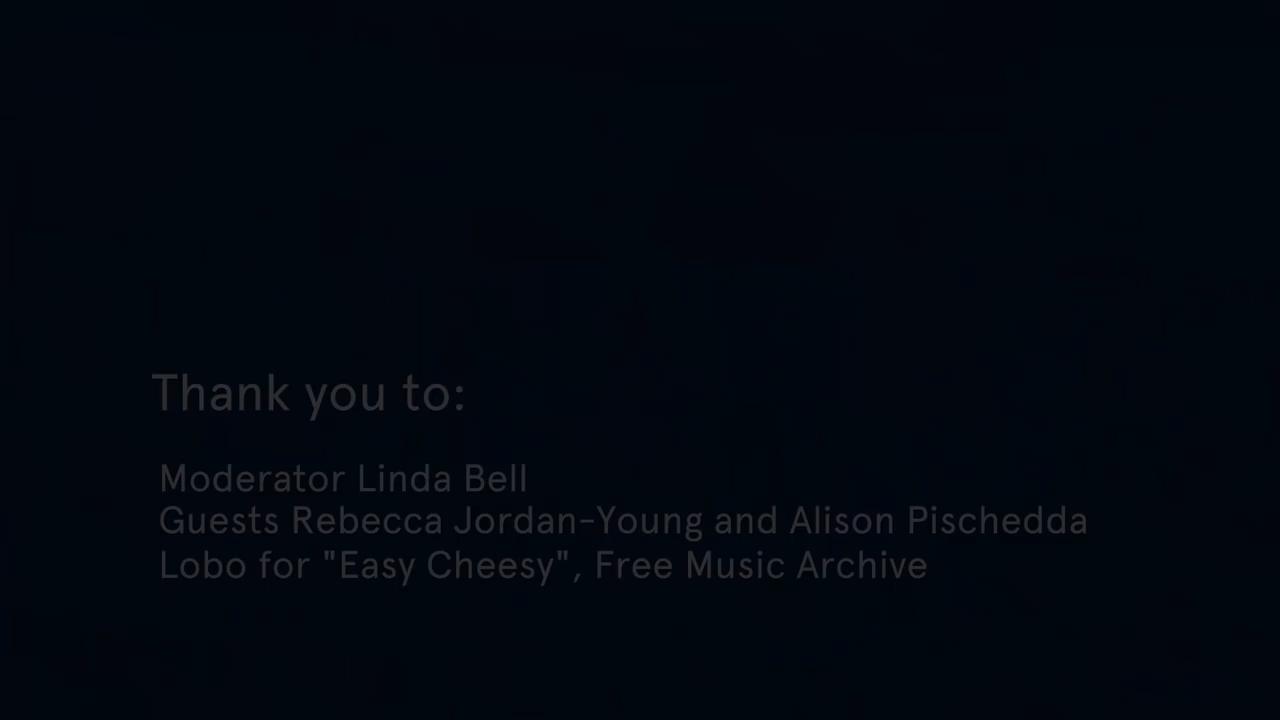 Thank you to:
Moderator Linda Bell
Guests Rebecca Jordan-Young and Alison Pischedda
Lobo for "Easy Cheesy", Free Music Archive